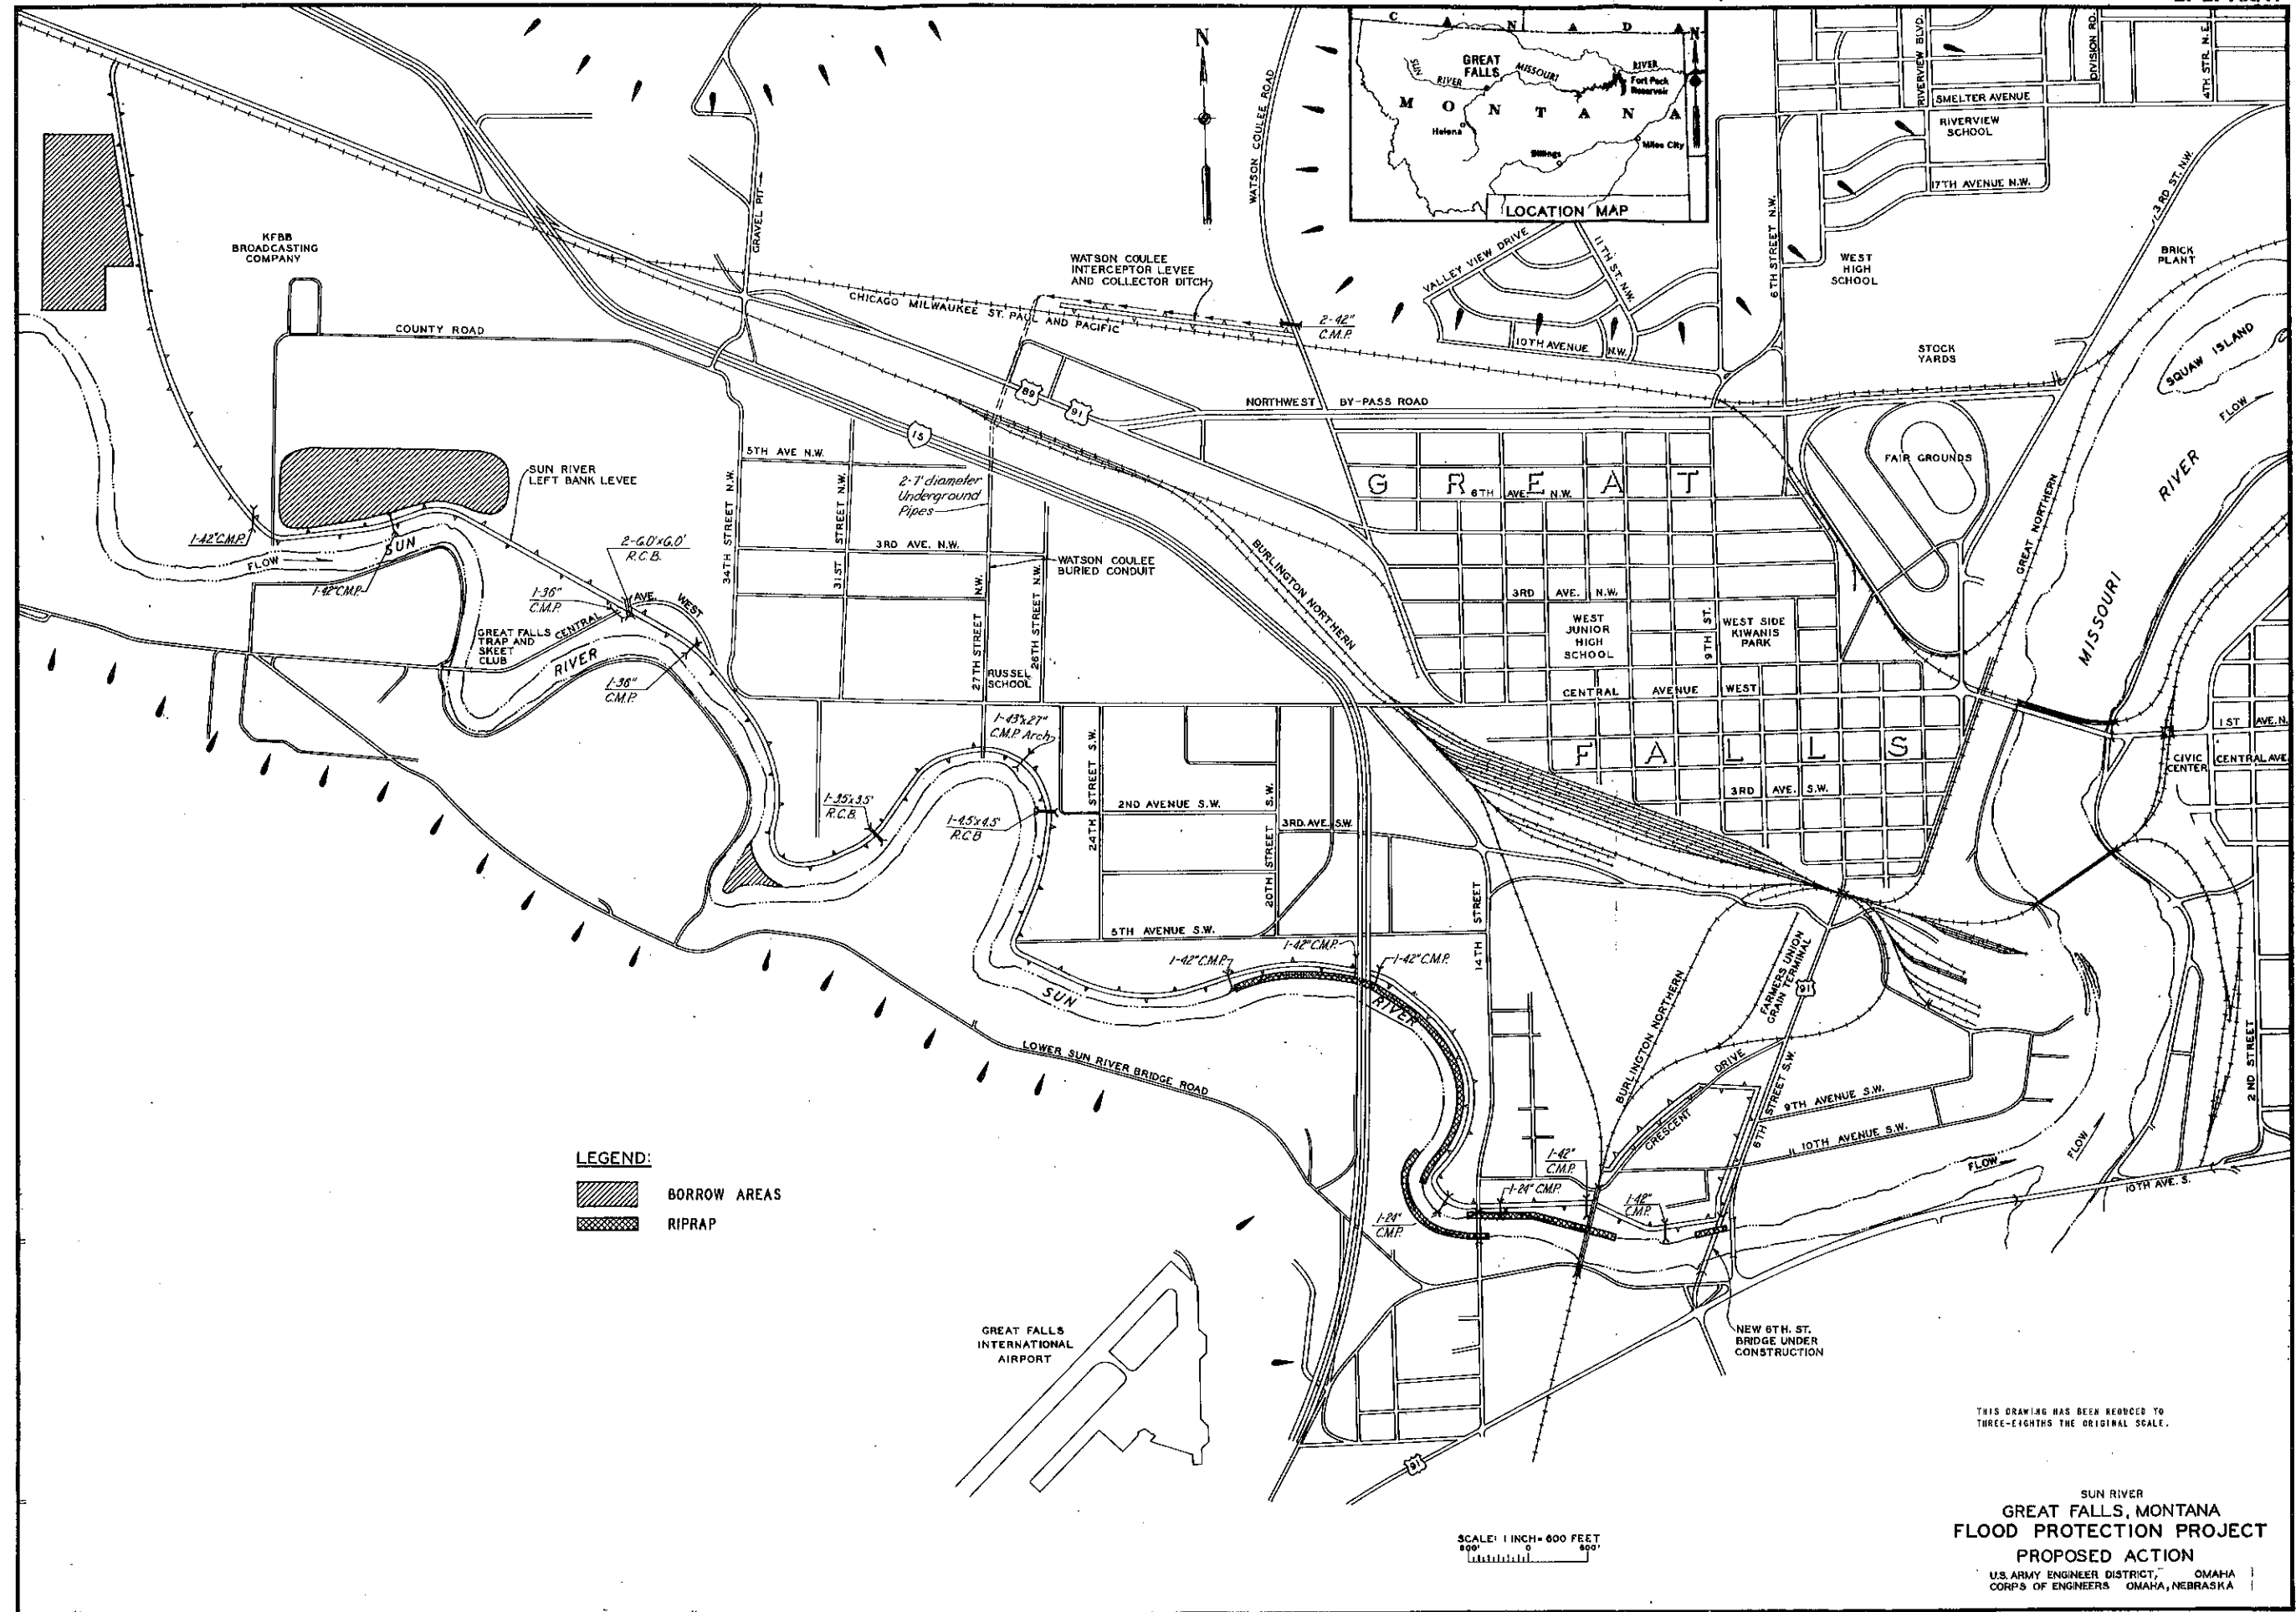 N
C A N A D A
N
GREAT
FALLS
SUN
RIVER
MISSOURI
RIVER
Fort Peck
Reservoir
M O N T A N A
Helena
Billings
Miles City
LOCATION MAP
WATSON COULEE ROAD
RIVERVIEW BLVD.
DIVISION RD.
4TH STR. N.E.
SMELTER AVENUE
RIVERVIEW
SCHOOL
17TH AVENUE N.W.
3RD ST. N.W.
6TH STREET N.W.
WEST
HIGH
SCHOOL
BRICK
PLANT
KFBB
BROADCASTING
COMPANY
GRAVEL PIT
WATSON COULEE
INTERCEPTOR LEVEE
AND COLLECTOR DITCH
VALLEY VIEW DRIVE
11TH ST. N.W.
CHICAGO MILWAUKEE ST. PAUL AND PACIFIC
2-42"
C.M.P.
COUNTY ROAD
10TH AVENUE
N.W.
STOCK
YARDS
SQUAW ISLAND
FLOW
89
91
15
NORTHWEST BY-PASS ROAD
FAIR GROUNDS
GREAT NORTHERN
MISSOURI
RIVER
SUN RIVER
LEFT BANK LEVEE
5TH AVE N.W.
2-7' diameter
Underground
Pipes
G R E A T
6TH AVE. N.W.
1-42" C.M.P.
SUN
FLOW
1-42" C.M.P.
2-6.0'x6.0'
R.C.B.
34TH STREET N.W.
31ST STREET N.W.
3RD AVE. N.W.
WATSON COULEE
BURIED CONDUIT
BURLINGTON NORTHERN
1-36"
C.M.P.
CENTRAL AVE. WEST
GREAT FALLS
TRAP AND
SKEET
CLUB
RIVER
1-36"
C.M.P.
27TH STREET N.W.
26TH STREET N.W.
RUSSEL
SCHOOL
3RD AVE. N.W.
WEST
JUNIOR
HIGH
SCHOOL
9TH ST.
WEST SIDE
KIWANIS
PARK
CENTRAL AVENUE WEST
1-43"x27"
C.M.P. Arch
F A L L S
3RD AVE. S.W.
1ST AVE. N.
CIVIC
CENTER
CENTRAL AVE
1-3.5'x3.5'
R.C.B.
1-4.5'x4.5'
R.C.B
24TH STREET S.W.
2ND AVENUE S.W.
20TH STREET S.W.
3RD. AVE. S.W.
5TH AVENUE S.W.
14TH STREET
1-42" C.M.P.
1-42" C.M.P.
1-42" C.M.P.
SUN
RIVER
LOWER SUN RIVER BRIDGE ROAD
BURLINGTON NORTHERN
FARMERS UNION
GRAIN TERMINAL
91
CRESCENT DRIVE
6TH STREET S.W.
9TH AVENUE S.W.
10TH AVENUE S.W.
2ND STREET
FLOW
FLOW
10TH AVE. S.
LEGEND:
BORROW AREAS
RIPRAP
1-42"
C.M.P.
1-24" C.M.P.
1-42"
C.M.P.
1-24"
C.M.P.
GREAT FALLS
INTERNATIONAL
AIRPORT
NEW 6TH. ST.
BRIDGE UNDER
CONSTRUCTION
91
THIS DRAWING HAS BEEN REDUCED TO
THREE-EIGHTHS THE ORIGINAL SCALE.
SCALE: 1 INCH = 600 FEET
600' 0 600'
SUN RIVER
GREAT FALLS, MONTANA
FLOOD PROTECTION PROJECT
PROPOSED ACTION
U.S. ARMY ENGINEER DISTRICT, OMAHA
CORPS OF ENGINEERS OMAHA, NEBRASKA